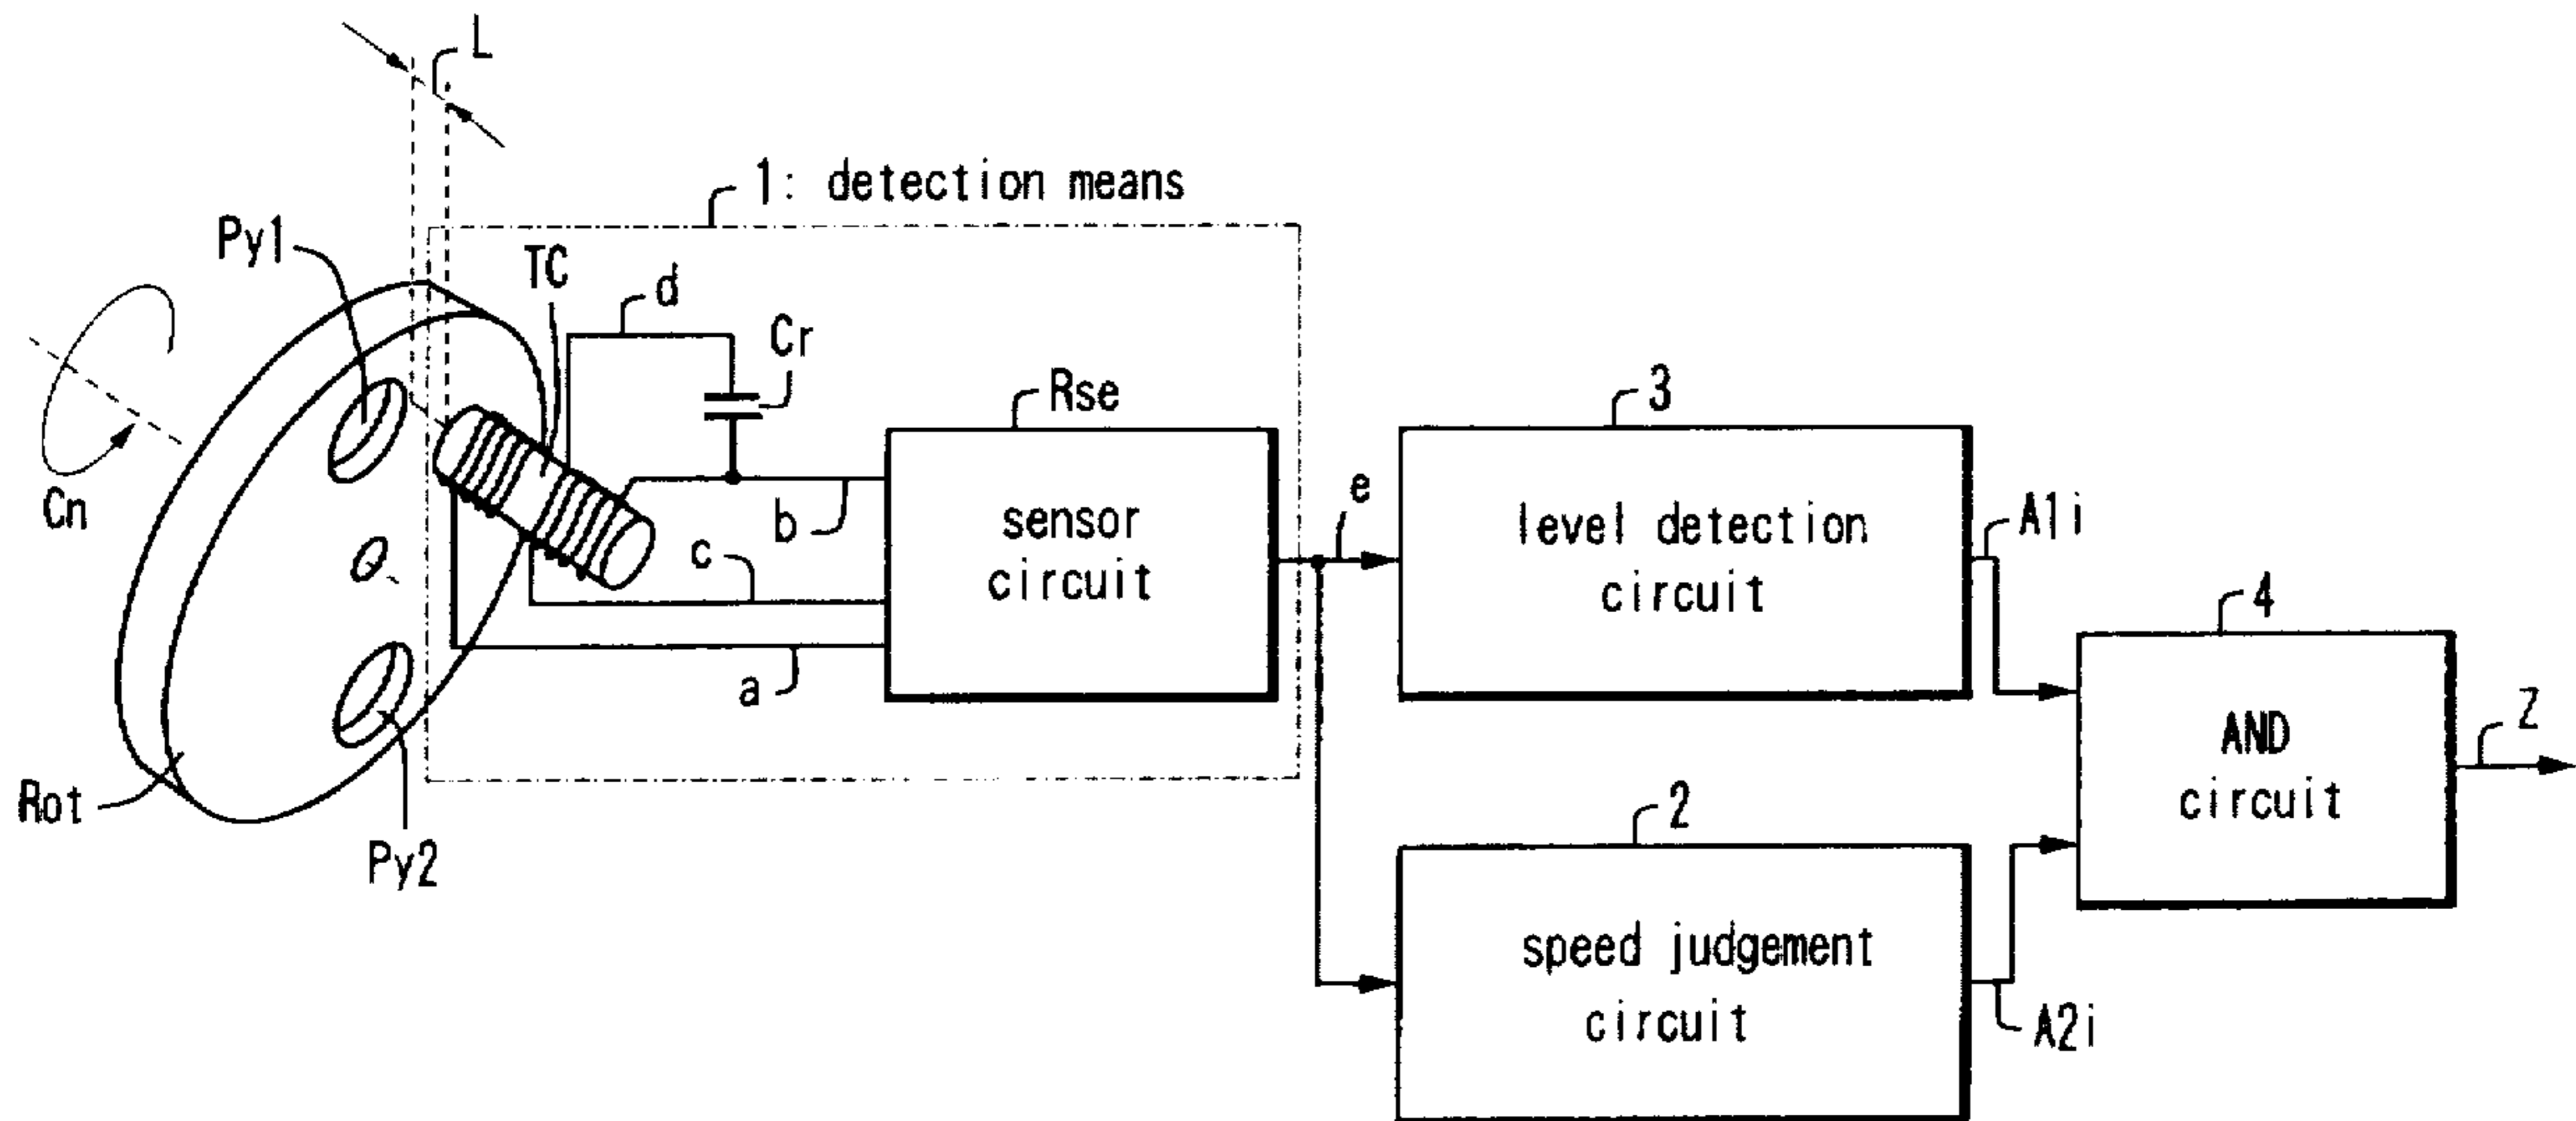 L
1: detection means
Py1
TC
d
Cr
Rse
3
Cn
sensor
circuit
b
c
a
e
level detection
circuit
A1i
4
AND
circuit
Z
Rot
Py2
2
speed judgement
circuit
A2i